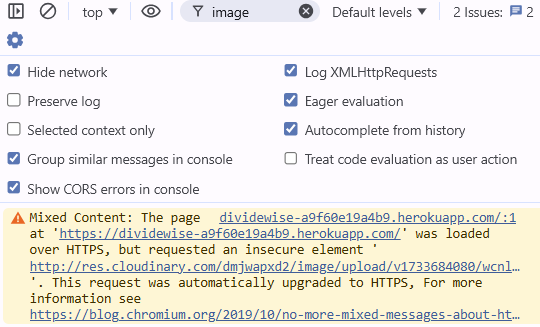 top ▼ image Default levels ▼ 2 Issues: 2
Hide network Log XMLHttpRequests
Preserve log Eager evaluation
Selected context only Autocomplete from history
Group similar messages in console Treat code evaluation as user action
Show CORS errors in console
Mixed Content: The page dividewise-a9f60e19a4b9.herokuapp.com/:1
at 'https://dividewise-a9f60e19a4b9.herokuapp.com/' was loaded
over HTTPS, but requested an insecure element '
http://res.cloudinary.com/dmjwapxd2/image/upload/v1733684080/wcnl…
'. This request was automatically upgraded to HTTPS, For more
information see
https://blog.chromium.org/2019/10/no-more-mixed-messages-about-ht…